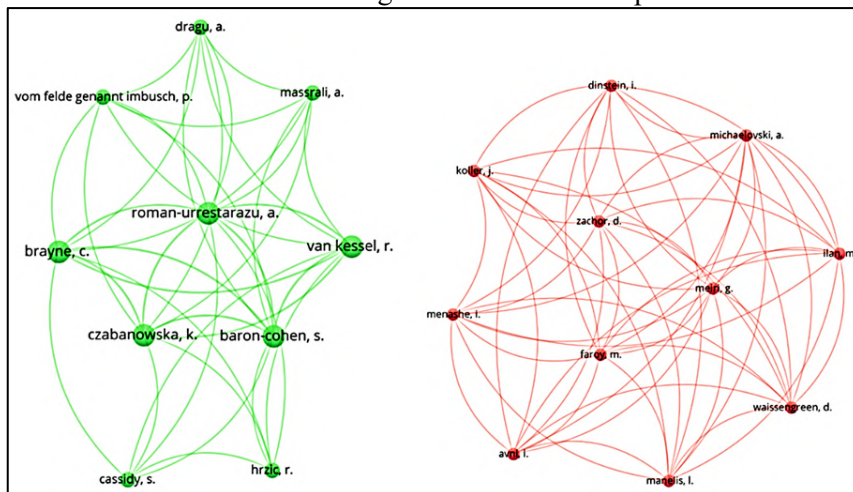 dragu, a.
vom felde genannt imbusch, p.
massrali, a.
roman-urrestarazu, a.
brayne, c.
van kessel, r.
czabanowska, k.
baron-cohen, s.
cassidy, s.
hrzic, r.
dinstein, i.
michaelovski, a.
koller, j.
zachor, d.
ilan, m
meiri, g.
menashe, i.
faroy, m.
waissengreen, d.
avni, i.
manelis, l.